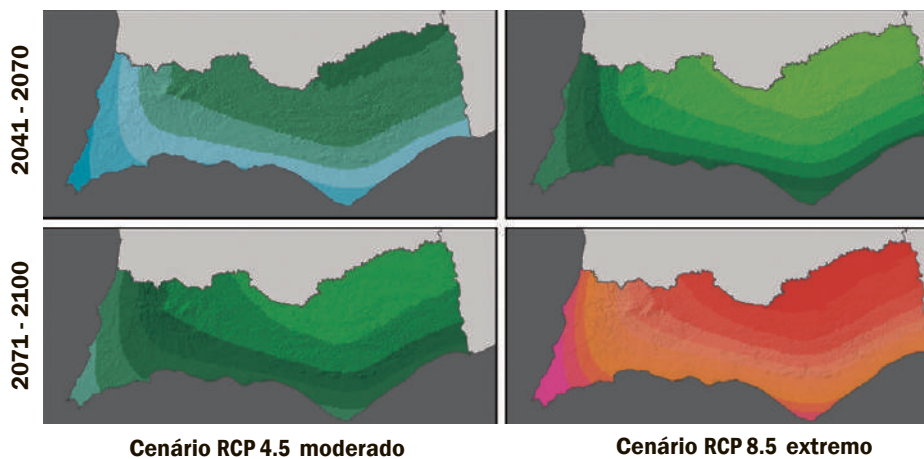 2041 - 2070
2071 - 2100
Cenário RCP 4.5 moderado
Cenário RCP 8.5 extremo